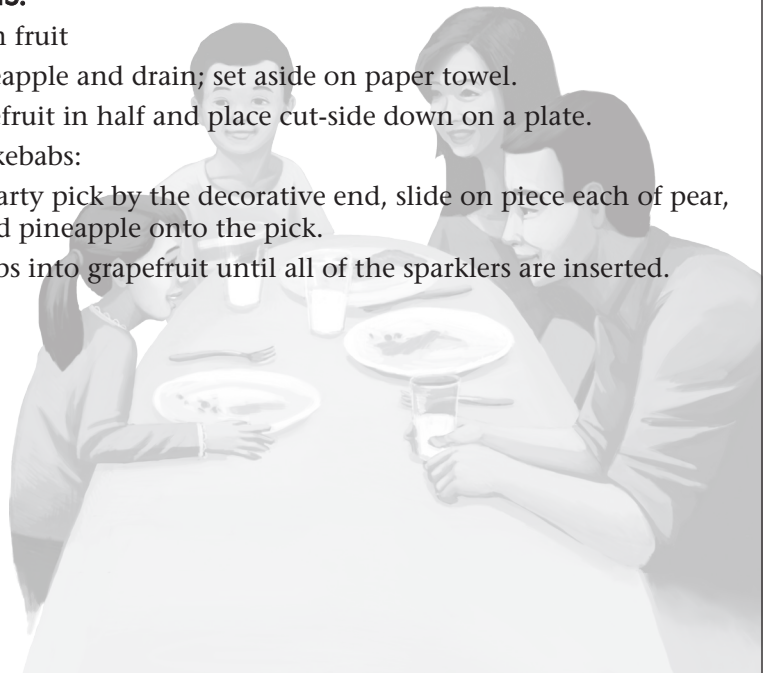 n fruit
apple and drain; set aside on paper towel.
fruit in half and place cut-side down on a plate.
kebabs:
arty pick by the decorative end, slide on piece each of pear,
d pineapple onto the pick.
bs into grapefruit until all of the sparklers are inserted.